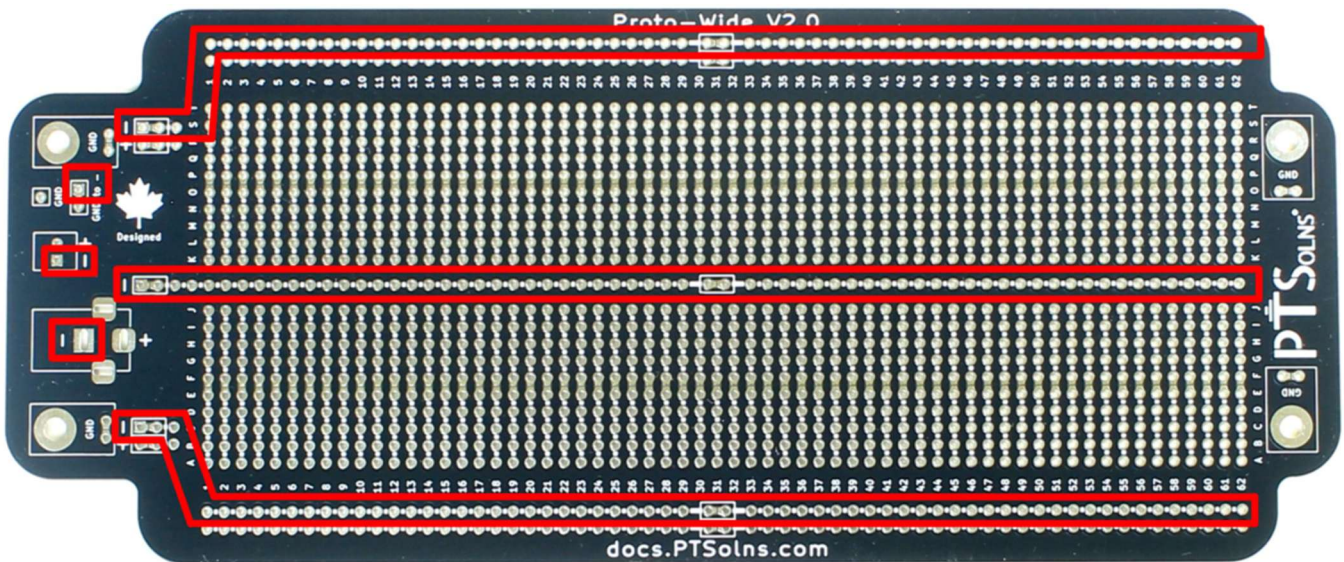 Proto-Wide V2.0
2 3 4 5 6 7 8 9 10 11 12 13 14 15 16 17 18 19 20 21 22 23 24 25 26 27 28 29 30 31 32 33 34 35 36 37 38 39 40 41 42 43 44 45 46 47 48 49 50 51 52 53 54 55 56 57 58 59 60 61 62
K L M N O P Q R S T
K L M N O P Q R S T
− +
GND
GND
GND to -
GND
Designed
+ −
−
− +
PTSOLNS
A B C D E F G H I J
A B C D E F G H I J
GND
− +
GND
2 3 4 5 6 7 8 9 10 11 12 13 14 15 16 17 18 19 20 21 22 23 24 25 26 27 28 29 30 31 32 33 34 35 36 37 38 39 40 41 42 43 44 45 46 47 48 49 50 51 52 53 54 55 56 57 58 59 60 61 62
docs.PTSolns.com